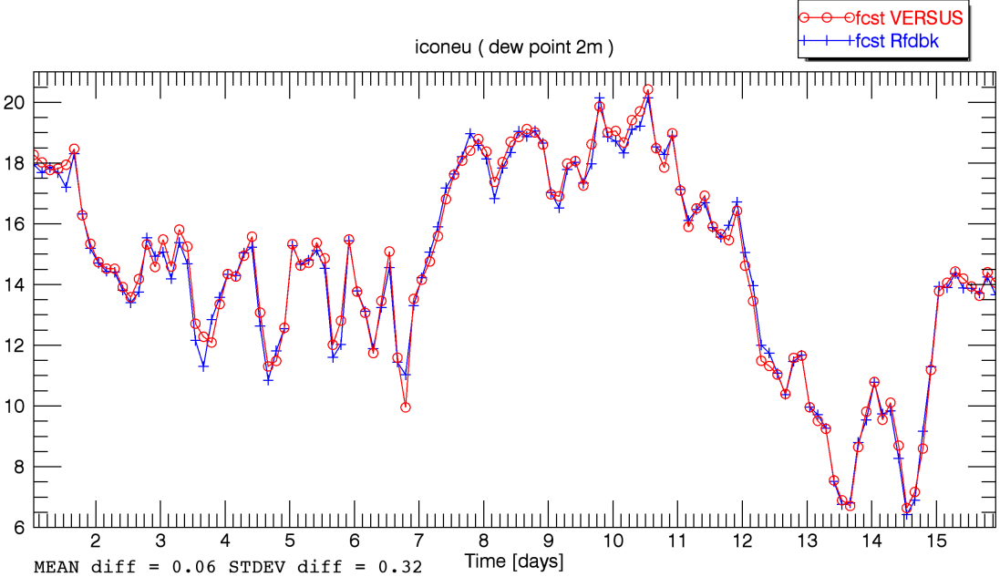 fcst VERSUS
fcst Rfdbk
iconeu ( dew point 2m )
20
18
16
14
12
10
8
6
2 3 4 5 6 7 8 9 10 11 12 13 14 15
Time [days]
MEAN diff = 0.06 STDEV diff = 0.32